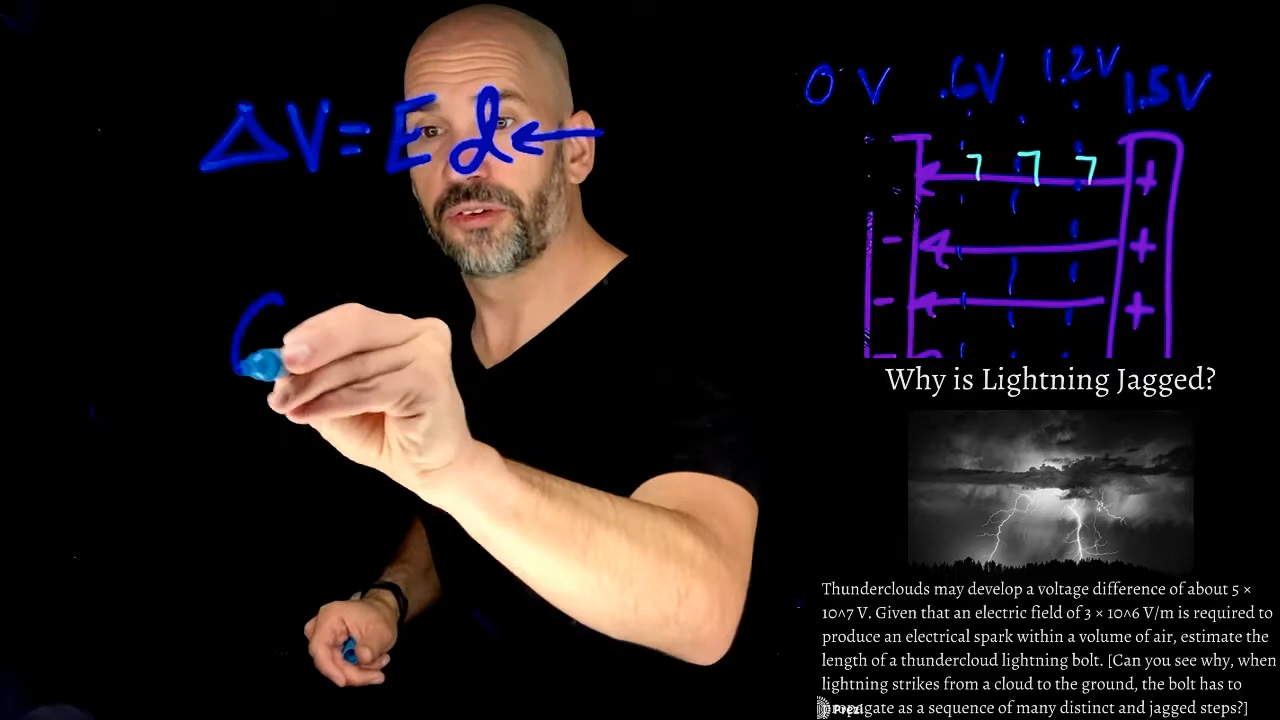 ΔV = E d ←
0 V .6V 1.2V 1.5V
+
- +
- +
Why is Lightning Jagged?
Thunderclouds may develop a voltage difference of about 5 ×
10^7 V. Given that an electric field of 3 × 10^6 V/m is required to
produce an electrical spark within a volume of air, estimate the
length of a thundercloud lightning bolt. [Can you see why, when
lightning strikes from a cloud to the ground, the bolt has to
propagate as a sequence of many distinct and jagged steps?]
Prezi